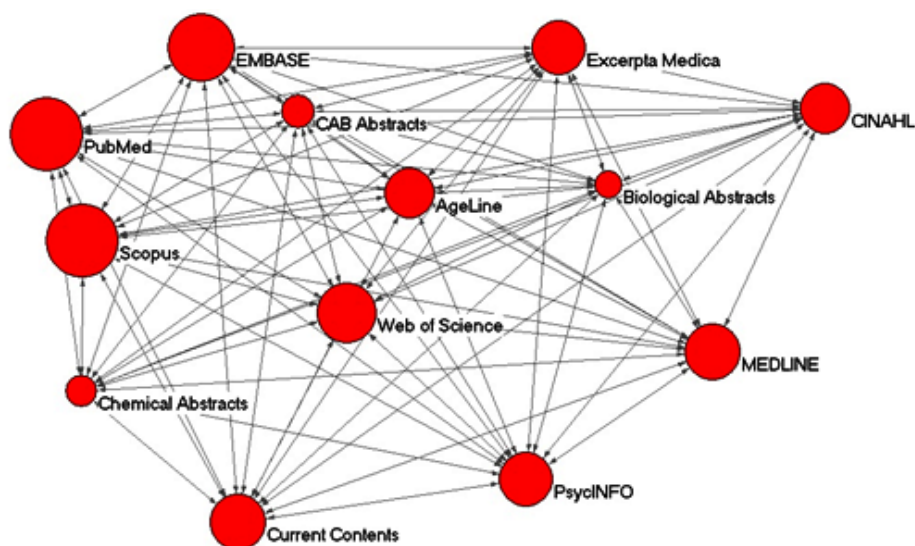 EMBASE
Excerpta Medica
CAB Abstracts
CINAHL
PubMed
Biological Abstracts
AgeLine
Scopus
Web of Science
MEDLINE
Chemical Abstracts
PsycINFO
Current Contents